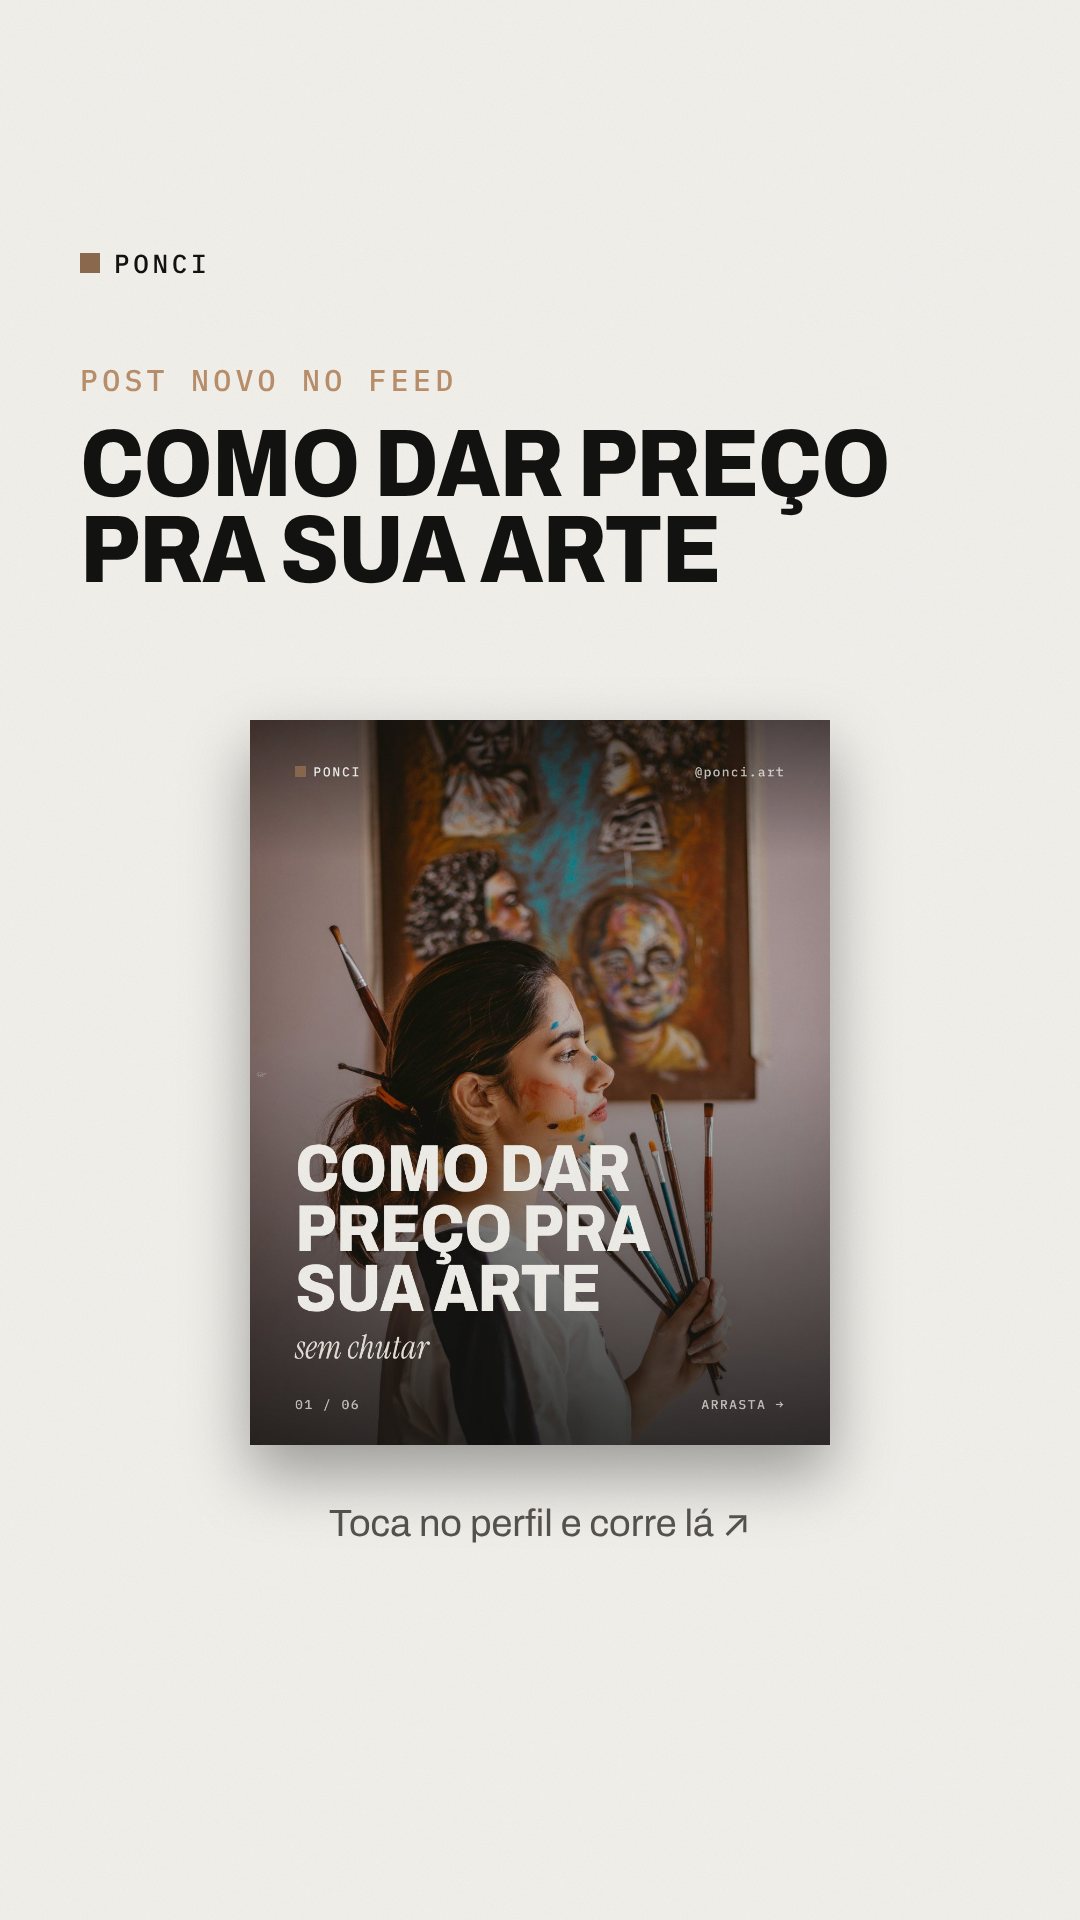 PONCI
POST NOVO NO FEED
COMO DAR PREÇO
PRA SUA ARTE
PONCI
@ponci.art
COMO DAR
PREÇO PRA
SUA ARTE
sem chutar
01 / 06
ARRASTA →
Toca no perfil e corre lá ↗